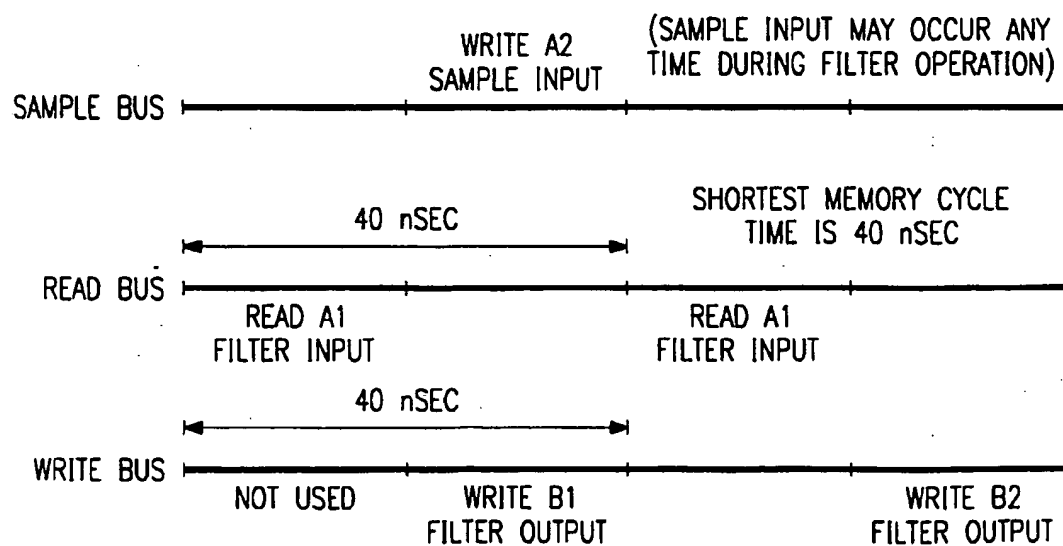 WRITE A2
SAMPLE INPUT
(SAMPLE INPUT MAY OCCUR ANY
TIME DURING FILTER OPERATION)
SAMPLE BUS
40 nSEC
SHORTEST MEMORY CYCLE
TIME IS 40 nSEC
READ BUS
READ A1
FILTER INPUT
READ A1
FILTER INPUT
40 nSEC
WRITE BUS
NOT USED
WRITE B1
FILTER OUTPUT
WRITE B2
FILTER OUTPUT